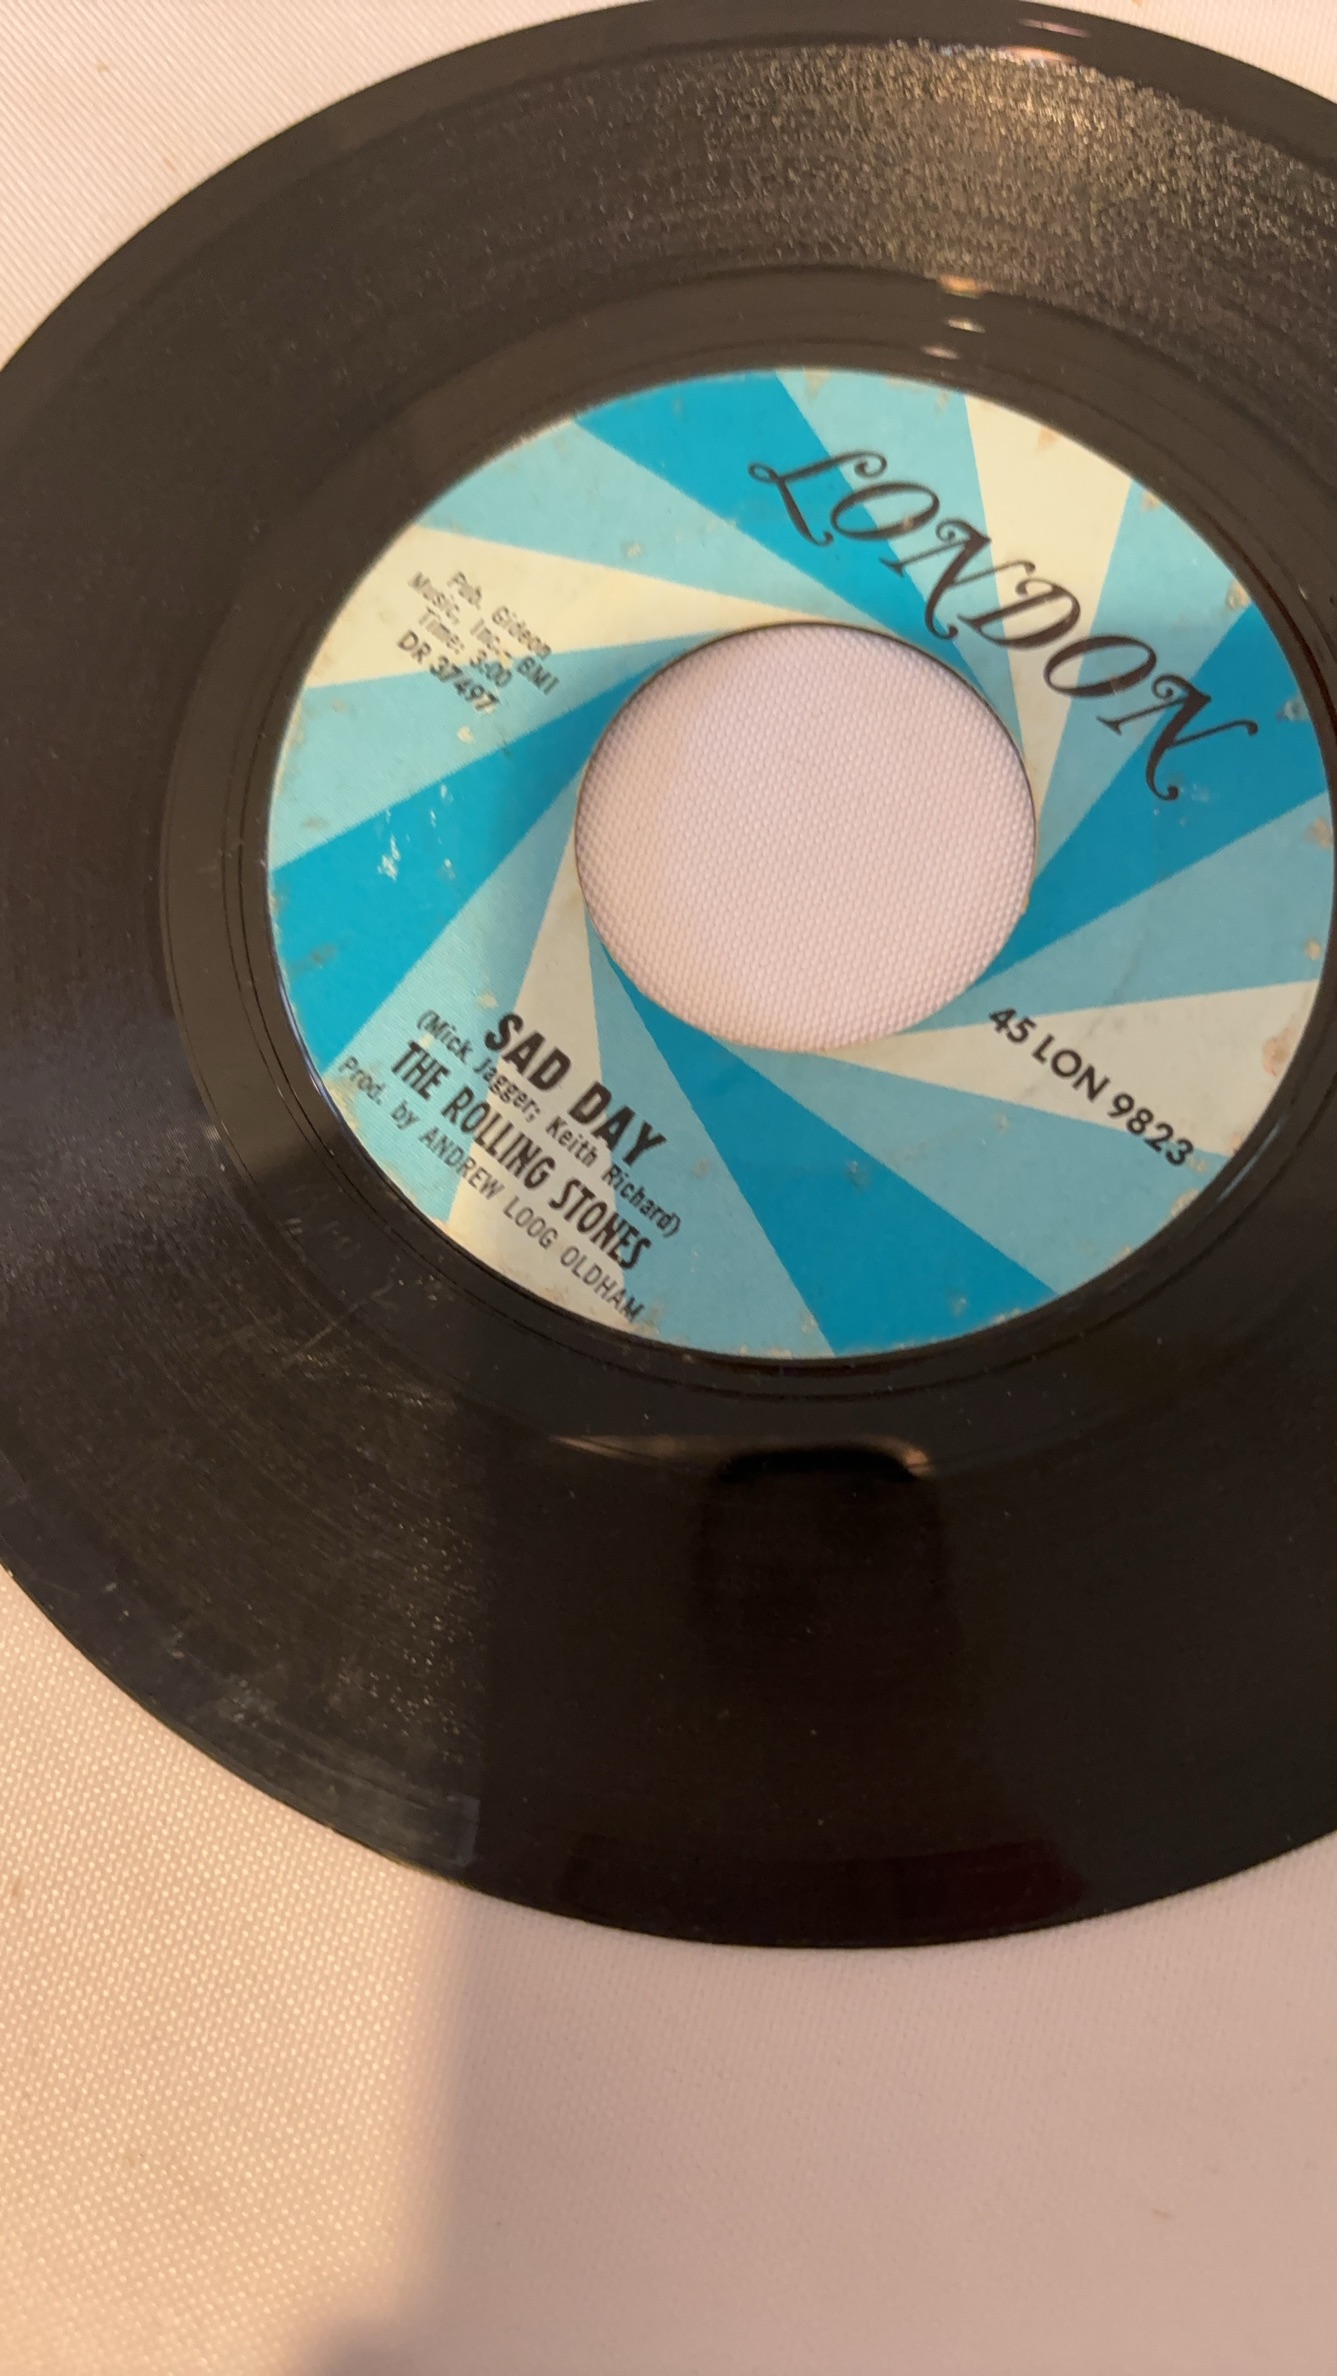 LONDON
Pub. Gideon
Music, Inc.- BMI
Time: 3:00
DR 37497
45 LON 9823
SAD DAY
(Mick Jagger; Keith Richard)
THE ROLLING STONES
Prod. by ANDREW LOOG OLDHAM